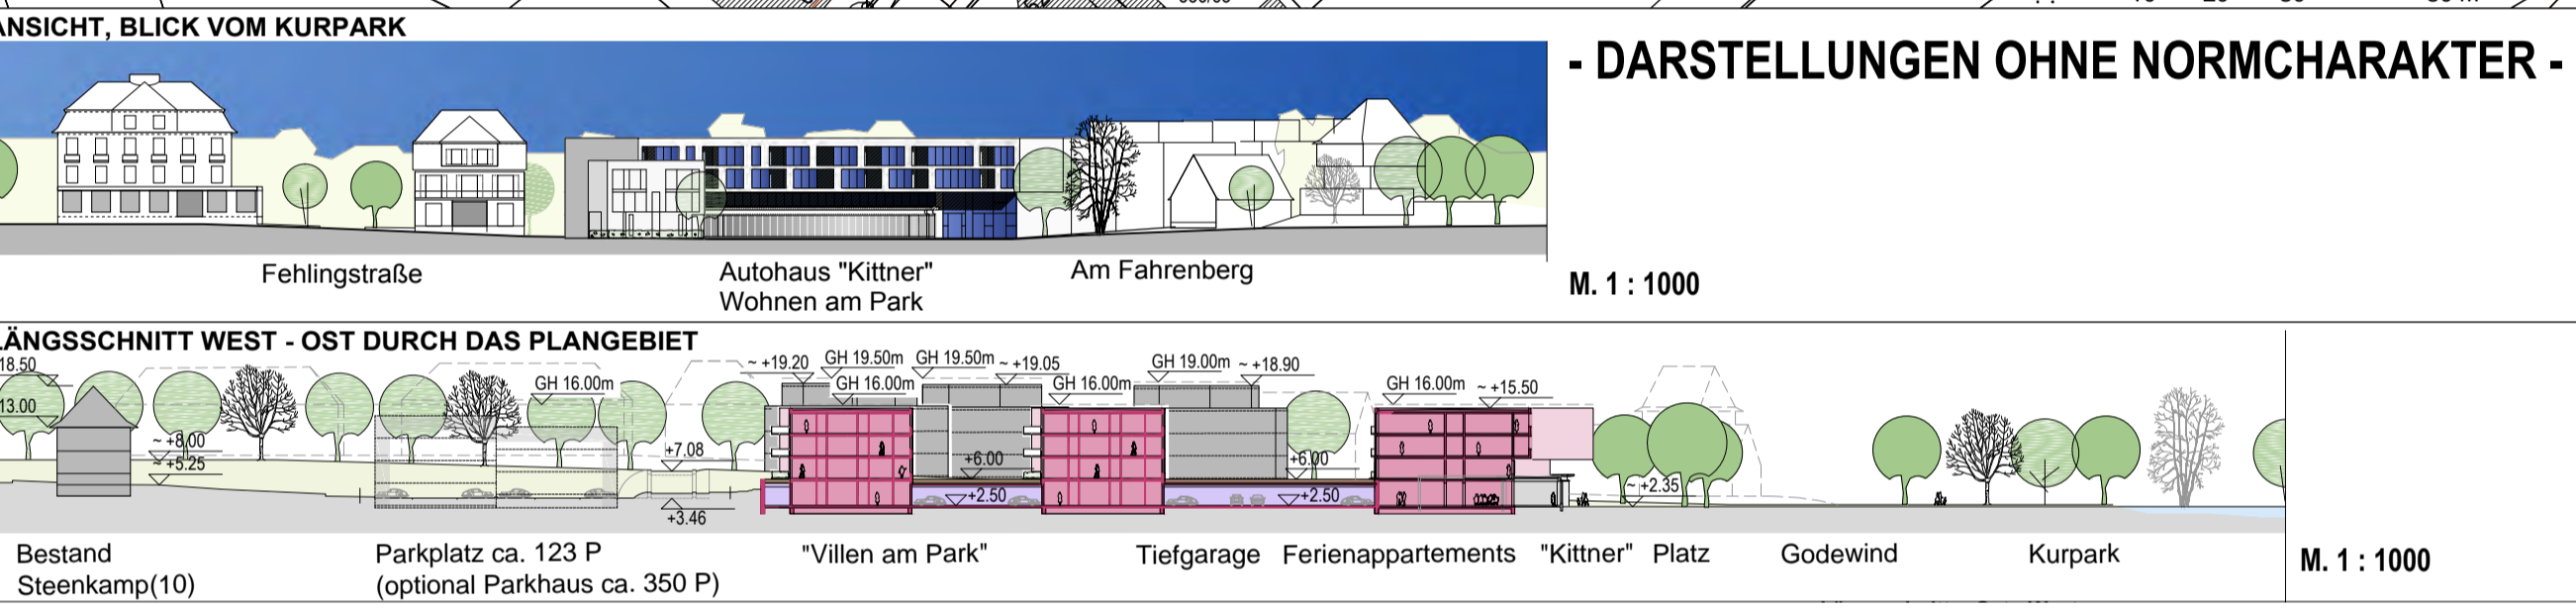 ANSICHT, BLICK VOM KURPARK
- DARSTELLUNGEN OHNE NORMCHARAKTER -
Fehlingstraße
Autohaus "Kittner"
Wohnen am Park
Am Fahrenberg
M. 1 : 1000
LÄNGSSCHNITT WEST - OST DURCH DAS PLANGEBIET
18.50
13.00
~ +8.00
~ +5.25
GH 16.00m
+7.08
+3.46
~ +19.20
GH 19.50m
GH 16.00m
GH 19.50m
~ +19.05
GH 16.00m
+6.00
+2.50
GH 19.00m
~ +18.90
+6.00
+2.50
GH 16.00m
~ +15.50
~ +2.35
Bestand
Steenkamp(10)
Parkplatz ca. 123 P
(optional Parkhaus ca. 350 P)
"Villen am Park"
Tiefgarage
Ferienappartements
"Kittner"
Platz
Godewind
Kurpark
M. 1 : 1000